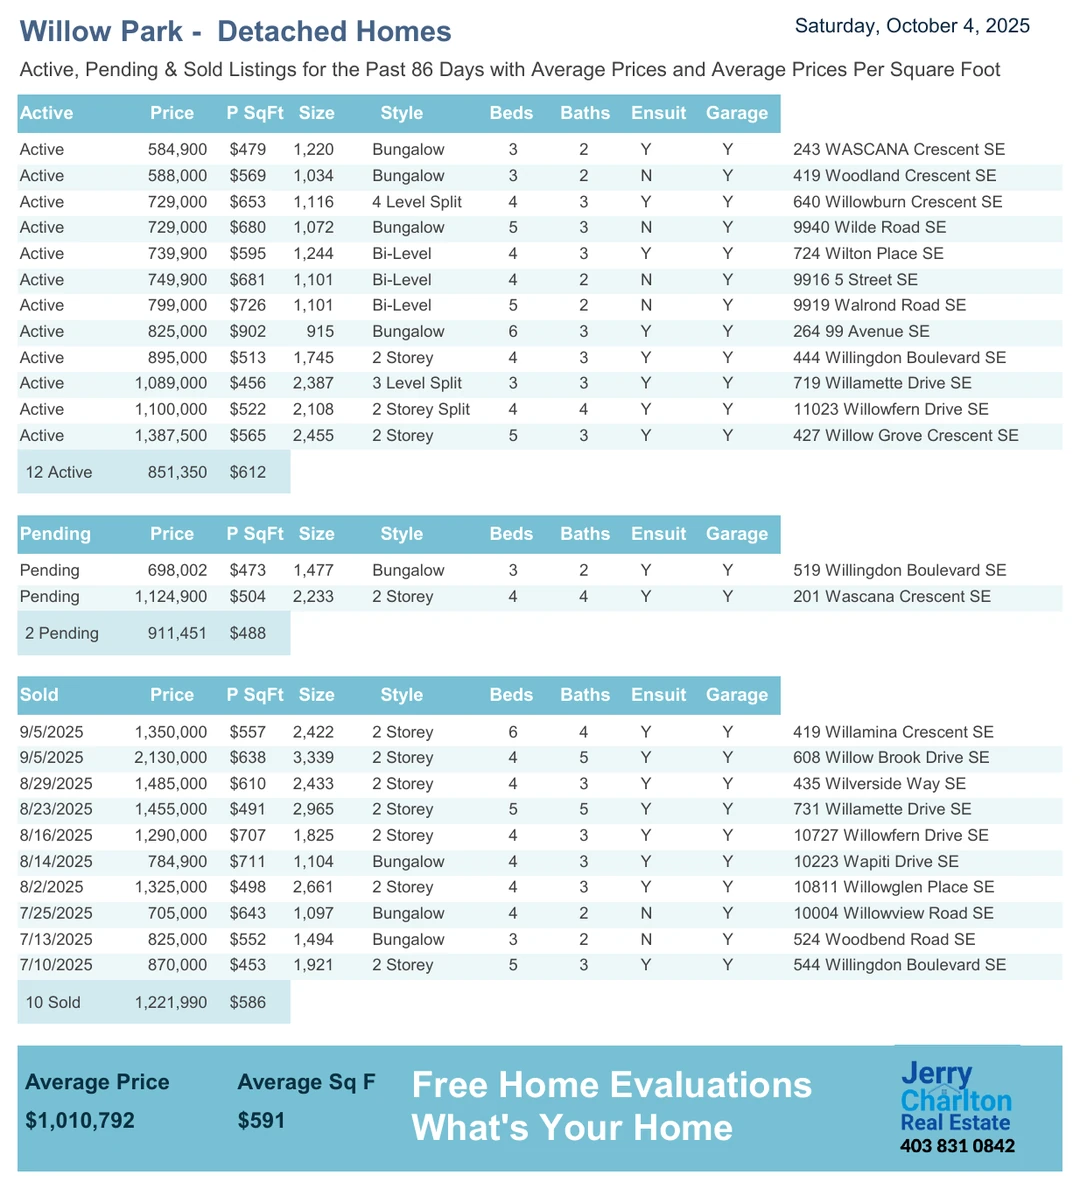 Willow Park -  Detached Homes
Saturday, October 4, 2025
Active, Pending & Sold Listings for the Past 86 Days with Average Prices and Average Prices Per Square Foot
Active Price P SqFt Size Style Beds Baths Ensuit Garage
Active 584,900 $479 1,220 Bungalow 3 2 Y Y 243 WASCANA Crescent SE
Active 588,000 $569 1,034 Bungalow 3 2 N Y 419 Woodland Crescent SE
Active 729,000 $653 1,116 4 Level Split 4 3 Y Y 640 Willowburn Crescent SE
Active 729,000 $680 1,072 Bungalow 5 3 N Y 9940 Wilde Road SE
Active 739,900 $595 1,244 Bi-Level 4 3 Y Y 724 Wilton Place SE
Active 749,900 $681 1,101 Bi-Level 4 2 N Y 9916 5 Street SE
Active 799,000 $726 1,101 Bi-Level 5 2 N Y 9919 Walrond Road SE
Active 825,000 $902 915 Bungalow 6 3 Y Y 264 99 Avenue SE
Active 895,000 $513 1,745 2 Storey 4 3 Y Y 444 Willingdon Boulevard SE
Active 1,089,000 $456 2,387 3 Level Split 3 3 Y Y 719 Willamette Drive SE
Active 1,100,000 $522 2,108 2 Storey Split 4 4 Y Y 11023 Willowfern Drive SE
Active 1,387,500 $565 2,455 2 Storey 5 3 Y Y 427 Willow Grove Crescent SE
12 Active 851,350 $612
Pending Price P SqFt Size Style Beds Baths Ensuit Garage
Pending 698,002 $473 1,477 Bungalow 3 2 Y Y 519 Willingdon Boulevard SE
Pending 1,124,900 $504 2,233 2 Storey 4 4 Y Y 201 Wascana Crescent SE
2 Pending 911,451 $488
Sold Price P SqFt Size Style Beds Baths Ensuit Garage
9/5/2025 1,350,000 $557 2,422 2 Storey 6 4 Y Y 419 Willamina Crescent SE
9/5/2025 2,130,000 $638 3,339 2 Storey 4 5 Y Y 608 Willow Brook Drive SE
8/29/2025 1,485,000 $610 2,433 2 Storey 4 3 Y Y 435 Wilverside Way SE
8/23/2025 1,455,000 $491 2,965 2 Storey 5 5 Y Y 731 Willamette Drive SE
8/16/2025 1,290,000 $707 1,825 2 Storey 4 3 Y Y 10727 Willowfern Drive SE
8/14/2025 784,900 $711 1,104 Bungalow 4 3 Y Y 10223 Wapiti Drive SE
8/2/2025 1,325,000 $498 2,661 2 Storey 4 3 Y Y 10811 Willowglen Place SE
7/25/2025 705,000 $643 1,097 Bungalow 4 2 N Y 10004 Willowview Road SE
7/13/2025 825,000 $552 1,494 Bungalow 3 2 N Y 524 Woodbend Road SE
7/10/2025 870,000 $453 1,921 2 Storey 5 3 Y Y 544 Willingdon Boulevard SE
10 Sold 1,221,990 $586
Average Price Average Sq F
$1,010,792 $591
Free Home Evaluations
What's Your Home
Jerry
Charlton
Real Estate
403 831 0842